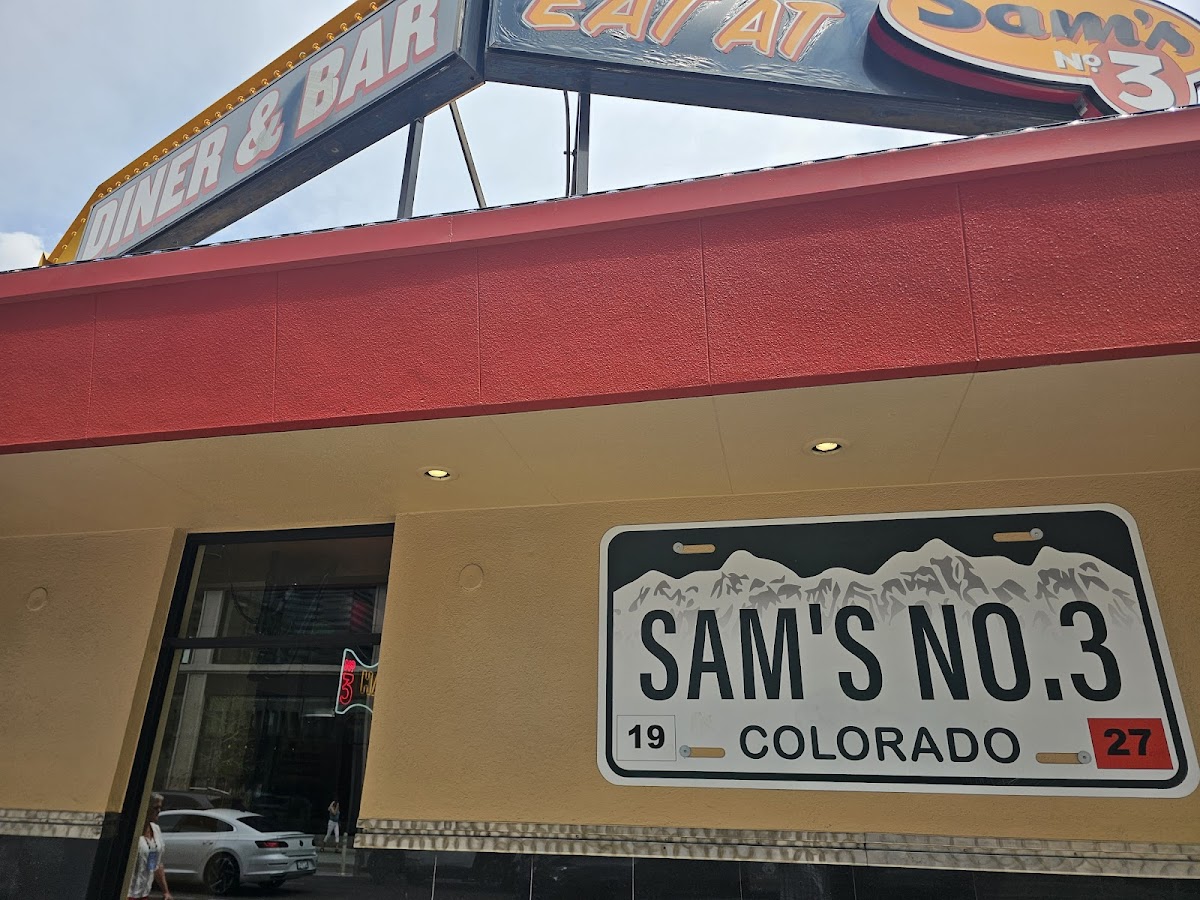 DINER & BAR
EAT AT
Sam's
No 3
SAM'S NO.3
19
COLORADO
27